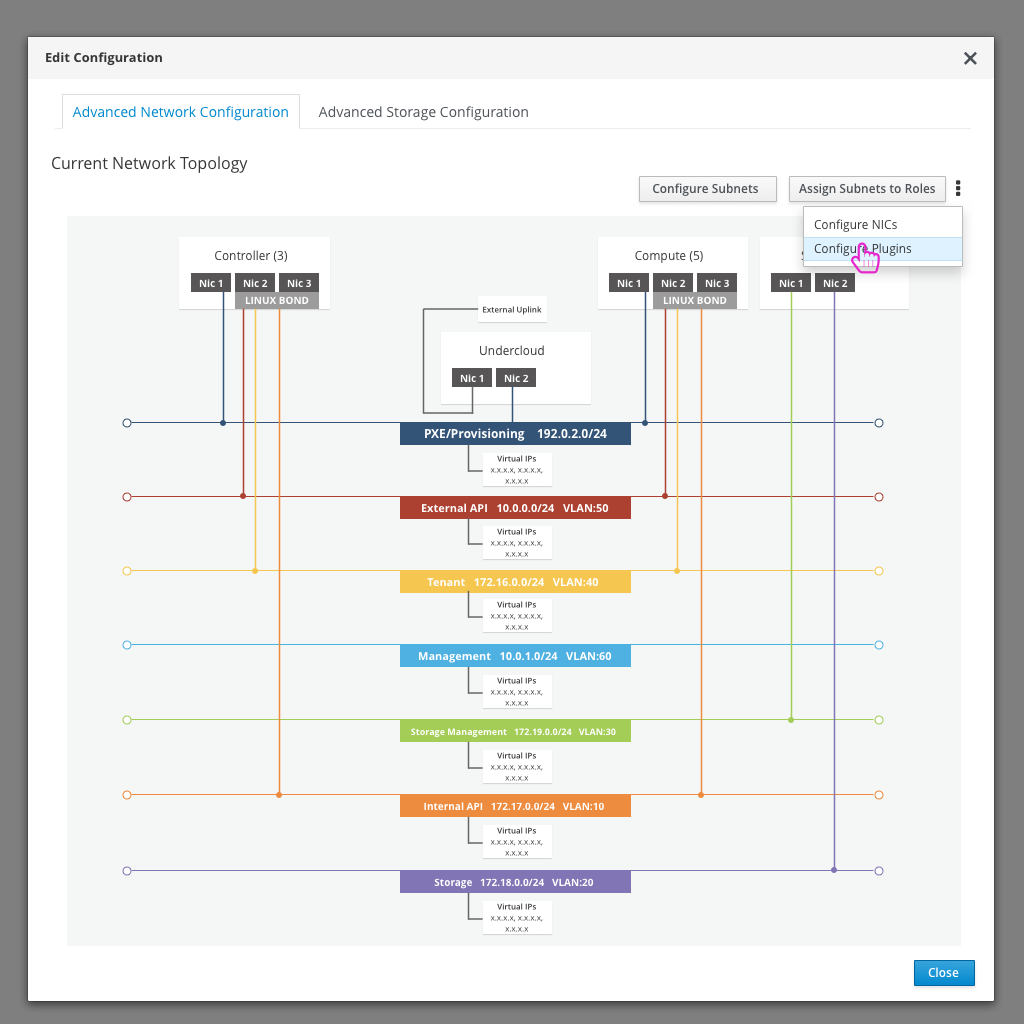 Edit Configuration
Advanced Network Configuration
Advanced Storage Configuration
Current Network Topology
Configure Subnets
Assign Subnets to Roles
Configure NICs
Configure Plugins
Controller (3)
Nic 1 Nic 2 Nic 3
LINUX BOND
Compute (5)
Nic 1 Nic 2 Nic 3
LINUX BOND
Nic 1 Nic 2
External Uplink
Undercloud
Nic 1 Nic 2
PXE/Provisioning 192.0.2.0/24
Virtual IPs
x.x.x.x, x.x.x.x,
x.x.x.x
External API 10.0.0.0/24 VLAN:50
Virtual IPs
x.x.x.x, x.x.x.x,
x.x.x.x
Tenant 172.16.0.0/24 VLAN:40
Virtual IPs
x.x.x.x, x.x.x.x,
x.x.x.x
Management 10.0.1.0/24 VLAN:60
Virtual IPs
x.x.x.x, x.x.x.x,
x.x.x.x
Storage Management 172.19.0.0/24 VLAN:30
Virtual IPs
x.x.x.x, x.x.x.x,
x.x.x.x
Internal API 172.17.0.0/24 VLAN:10
Virtual IPs
x.x.x.x, x.x.x.x,
x.x.x.x
Storage 172.18.0.0/24 VLAN:20
Virtual IPs
x.x.x.x, x.x.x.x,
x.x.x.x
Close